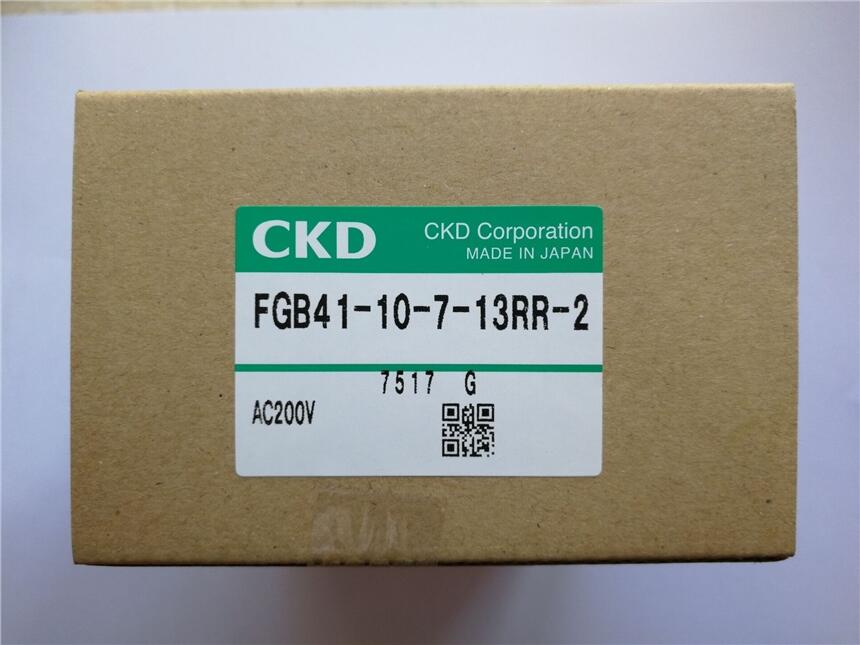 CKD
CKD Corporation
MADE IN JAPAN
FGB41-10-7-13RR-2
7517 G
AC200V